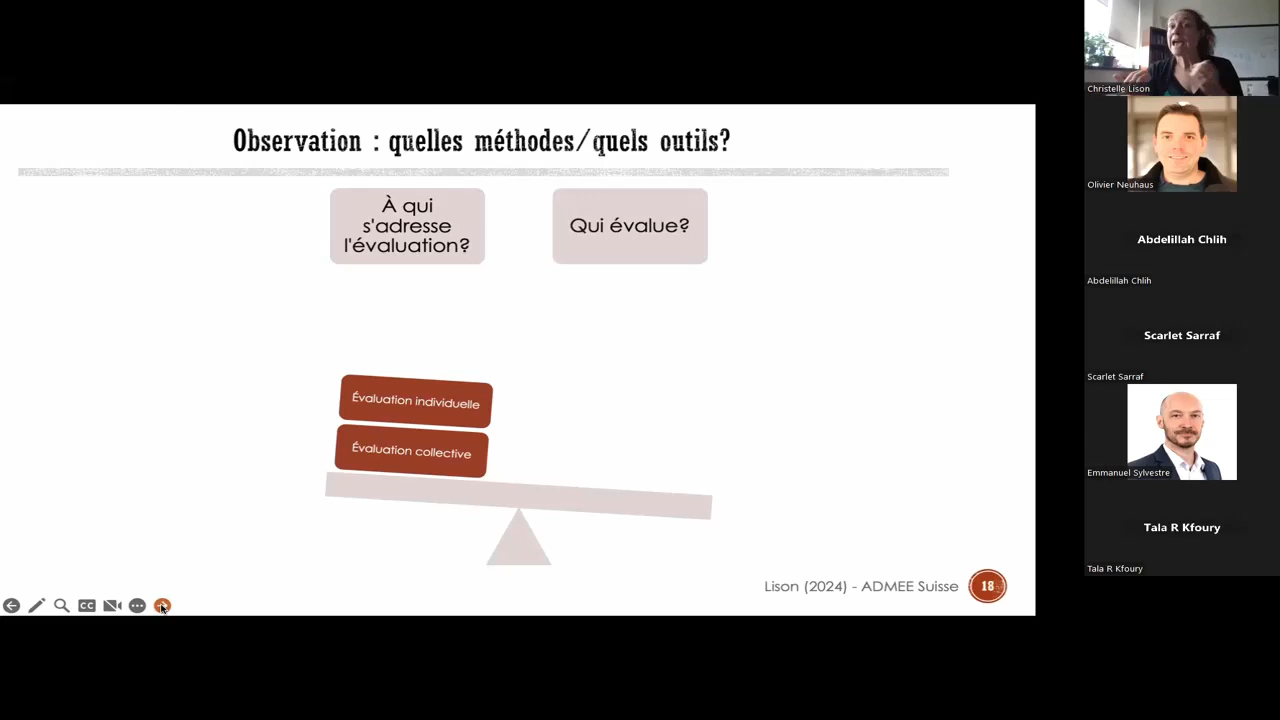 Observation : quelles méthodes/quels outils?
À qui
s'adresse
l'évaluation?
Qui évalue?
Évaluation individuelle
Évaluation collective
Lison (2024) - ADMEE Suisse
18
CC
Christelle Lison
Olivier Neuhaus
Abdelillah Chlih
Abdelillah Chlih
Scarlet Sarraf
Scarlet Sarraf
Emmanuel Sylvestre
Tala R Kfoury
Tala R Kfoury